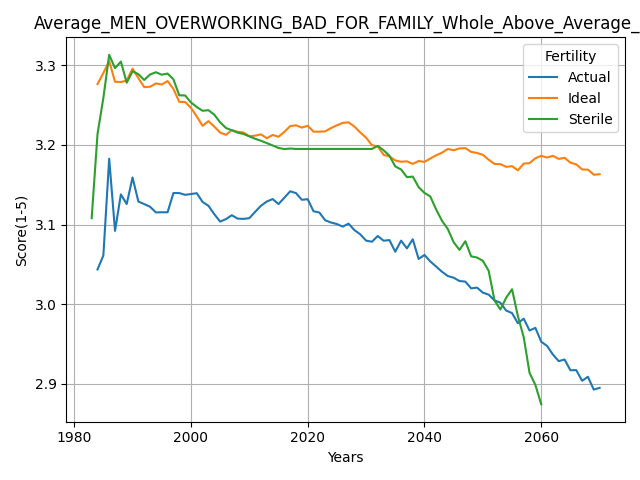 Average_MEN_OVERWORKING_BAD_FOR_FAMILY_Whole_Above_Average_
Fertility
Actual
Ideal
Sterile
Score(1-5)
3.3
3.2
3.1
3.0
2.9
1980 2000 2020 2040 2060
Years